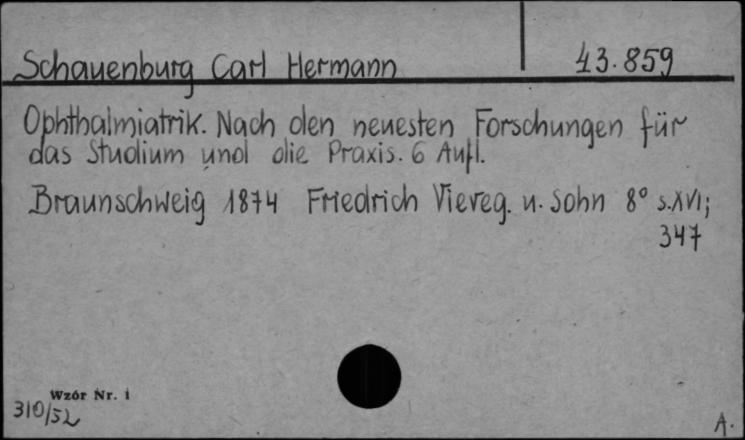 Schauenburg Carl Hermann 43.859
Ophthalmiatrik. Nach den neuesten Forschungen für
das Studium und die Praxis. 6 Aufl.
Braunschweig 1874 Friedrich Viereg. u. Sohn 8° s.XVI;
347
Wzór Nr. 1
310/52
A.